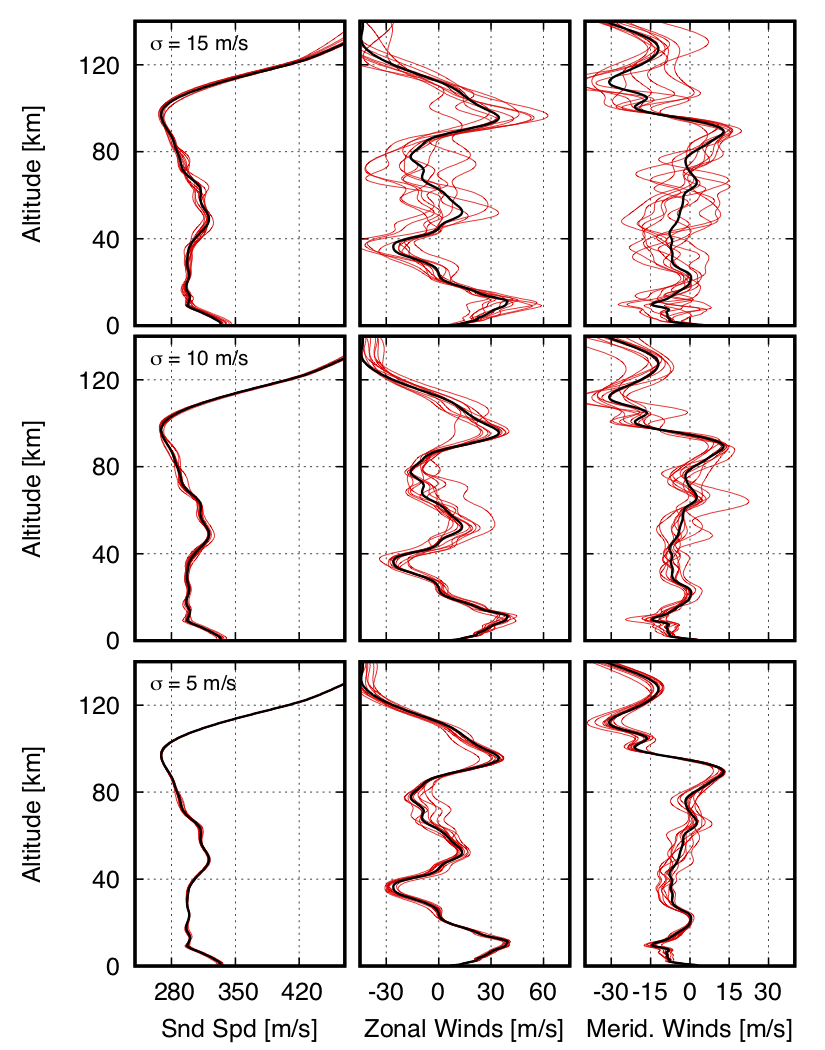 σ = 15 m/s
120
80
40
0
Altitude [km]
σ = 10 m/s
120
80
40
0
Altitude [km]
σ = 5 m/s
120
80
40
0
Altitude [km]
280 350 420 -30 0 30 60 -30 -15 0 15 30
Snd Spd [m/s] Zonal Winds [m/s] Merid. Winds [m/s]